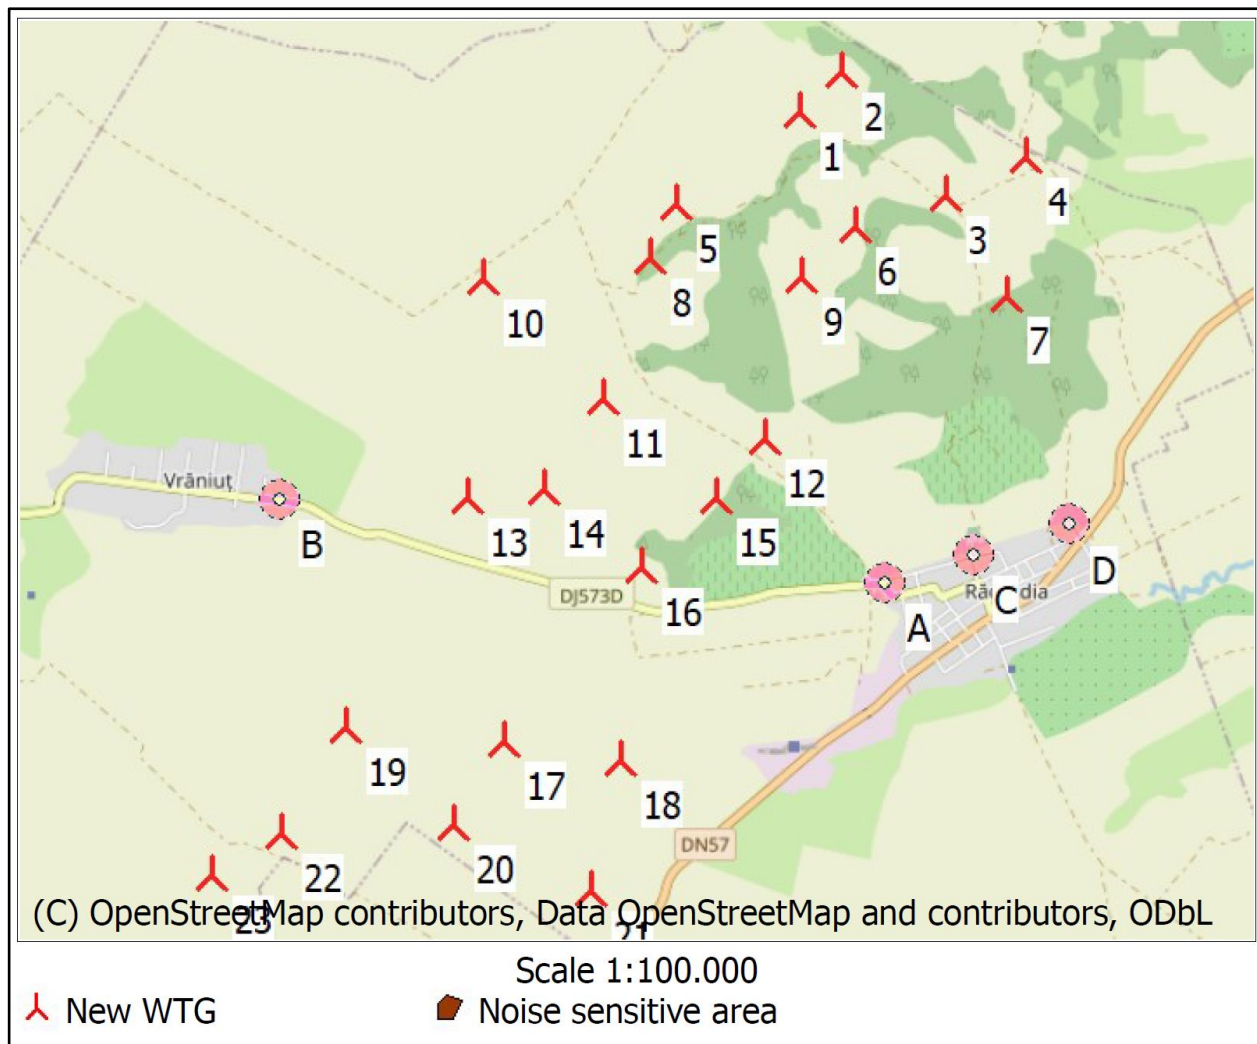 2
1
4
3
5
6
8
9
10
7
11
12
Vrăniuț
13
14
15
B
D
DJ573D
16
A
C
19
17
18
DN57
20
22
23
21
(C) OpenStreetMap contributors, Data OpenStreetMap and contributors, ODbL
Scale 1:100.000
New WTG
Noise sensitive area